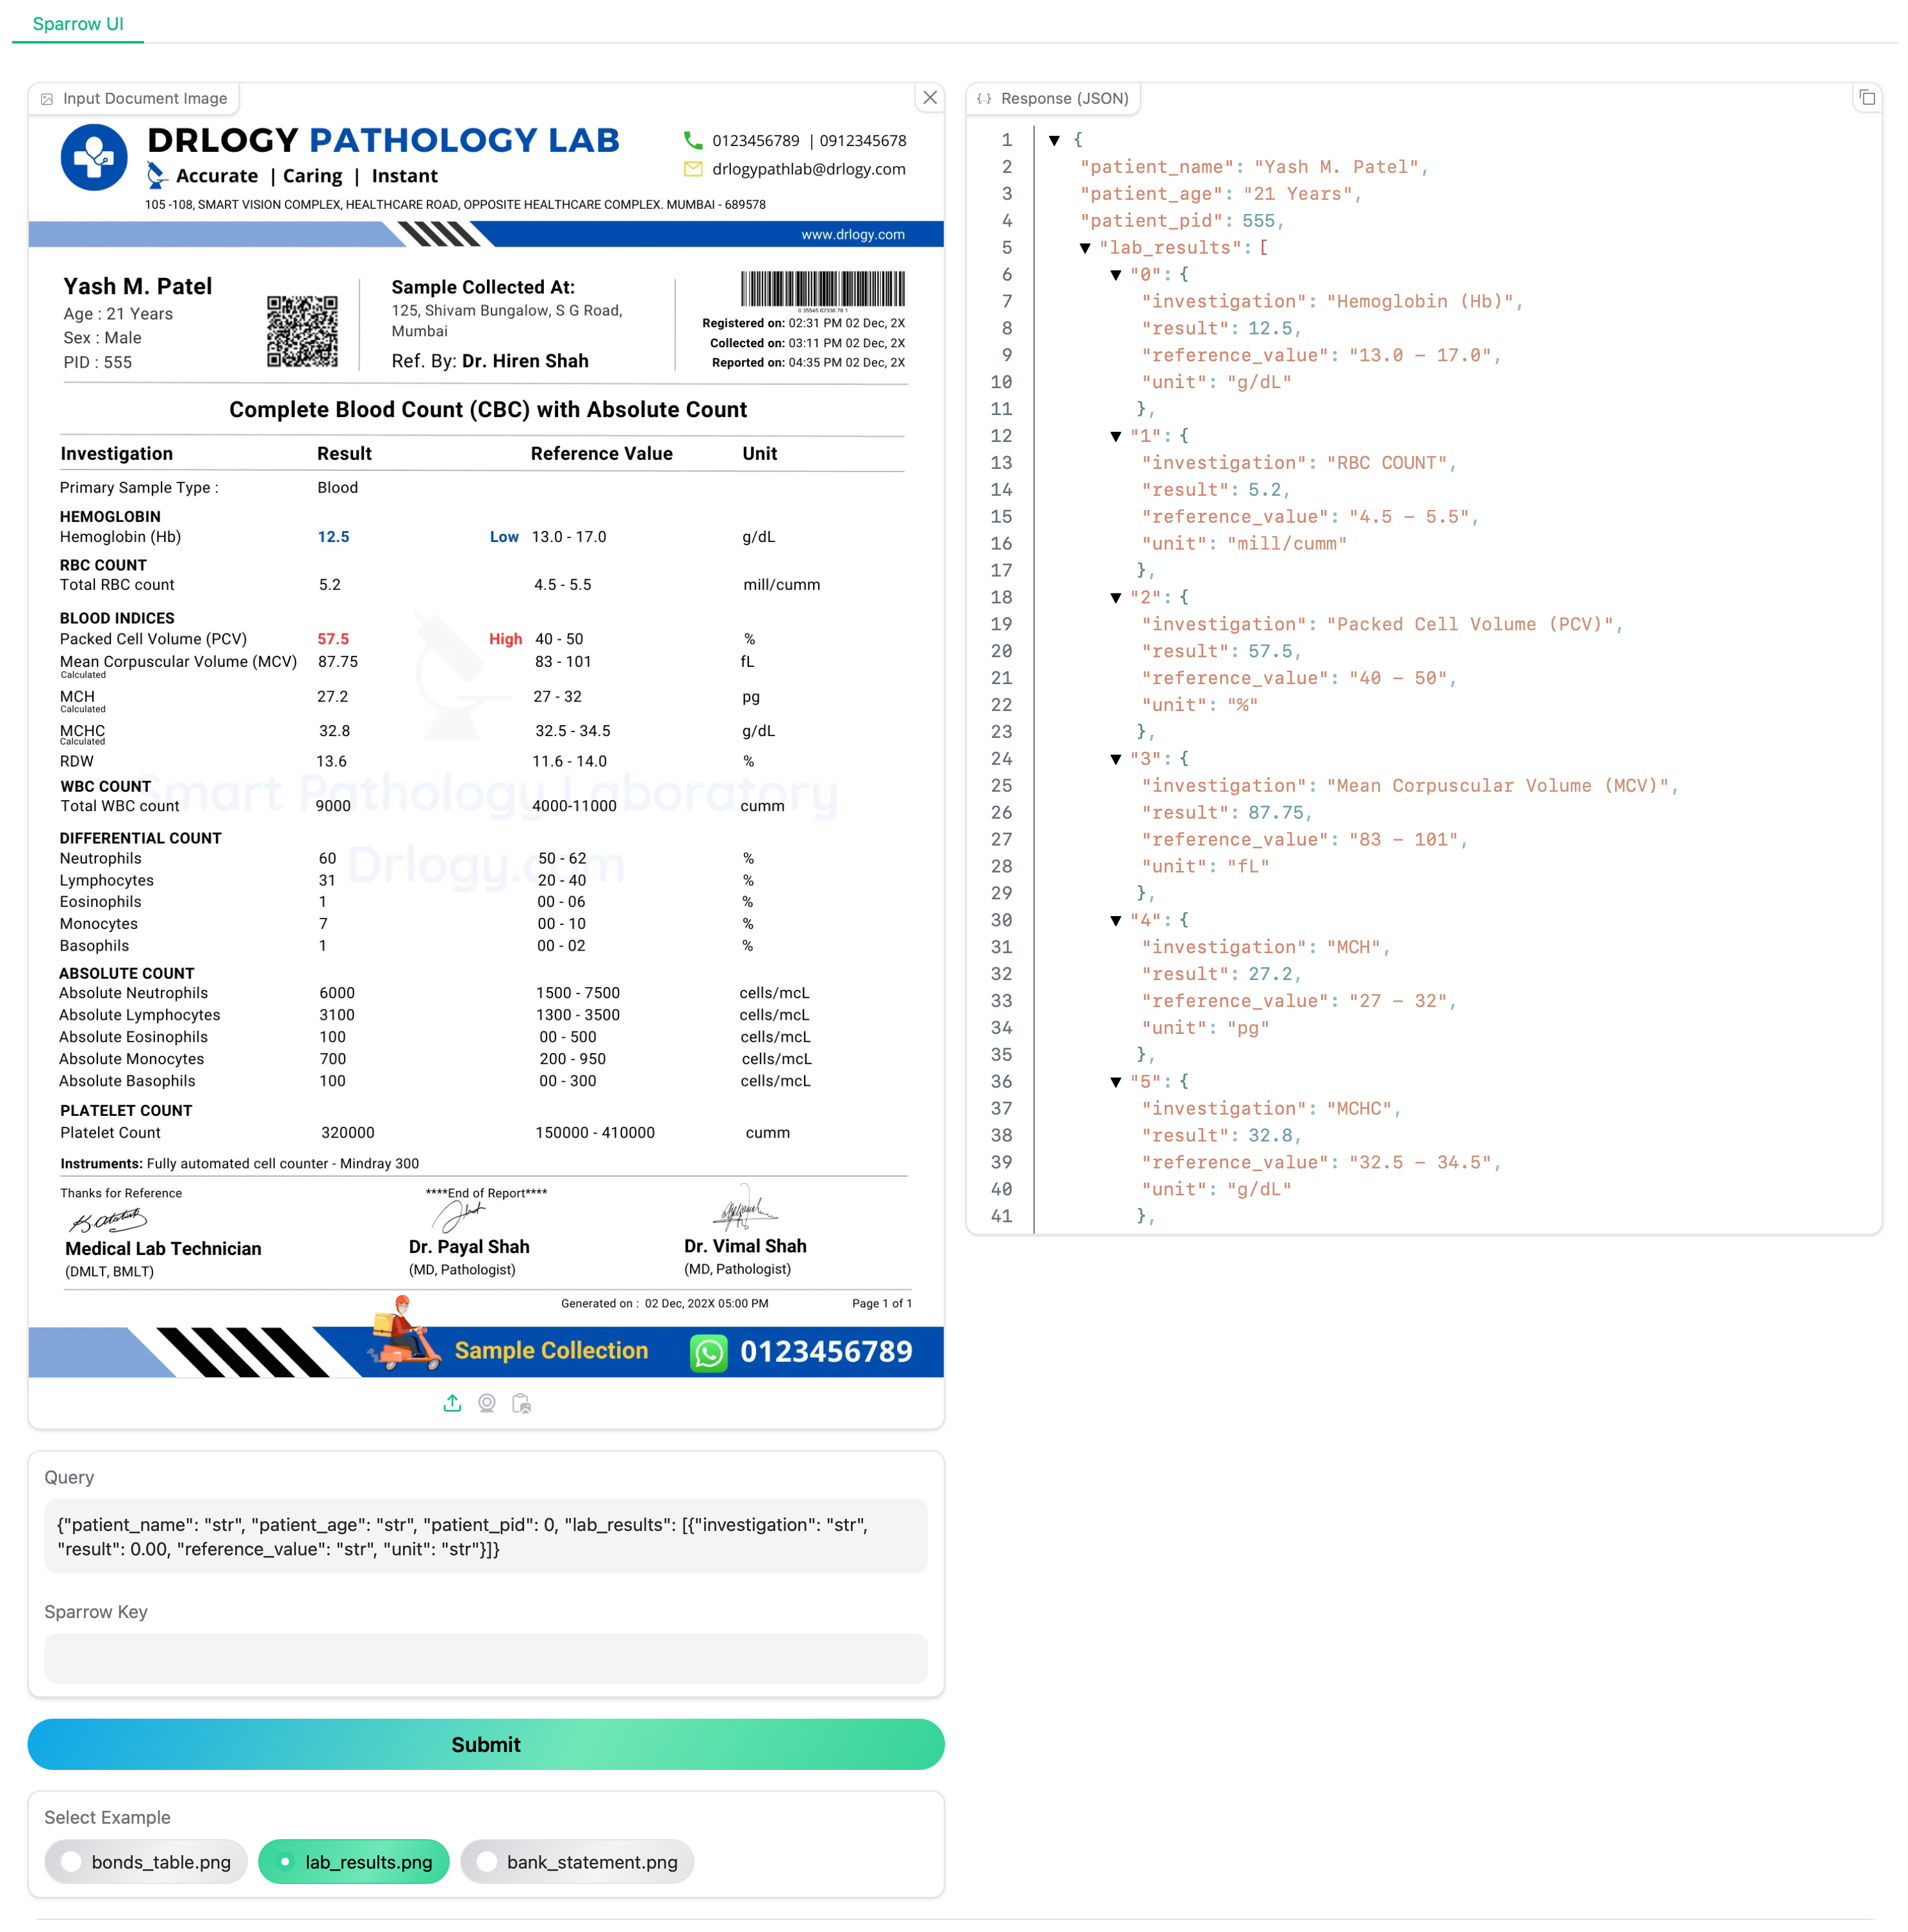 Sparrow UI
Input Document Image
DRLOGY PATHOLOGY LAB
Accurate | Caring | Instant
0123456789 | 0912345678
drlogypathlab@drlogy.com
105 -108, SMART VISION COMPLEX, HEALTHCARE ROAD, OPPOSITE HEALTHCARE COMPLEX. MUMBAI - 689578
www.drlogy.com
Yash M. Patel
Age : 21 Years
Sex : Male
PID : 555
Sample Collected At:
125, Shivam Bungalow, S G Road,
Mumbai
Ref. By: Dr. Hiren Shah
Registered on: 02:31 PM 02 Dec, 2X
Collected on: 03:11 PM 02 Dec, 2X
Reported on: 04:35 PM 02 Dec, 2X
Complete Blood Count (CBC) with Absolute Count
Investigation Result Reference Value Unit
Primary Sample Type : Blood
HEMOGLOBIN
Hemoglobin (Hb) 12.5 Low 13.0 - 17.0 g/dL
RBC COUNT
Total RBC count 5.2 4.5 - 5.5 mill/cumm
BLOOD INDICES
Packed Cell Volume (PCV) 57.5 High 40 - 50 %
Mean Corpuscular Volume (MCV) 87.75 83 - 101 fL
Calculated
MCH 27.2 27 - 32 pg
Calculated
MCHC 32.8 32.5 - 34.5 g/dL
Calculated
RDW 13.6 11.6 - 14.0 %
Smart Pathology Laboratory
WBC COUNT
Total WBC count 9000 4000-11000 cumm
DIFFERENTIAL COUNT
Neutrophils 60 50 - 62 %
Drlogy.com
Lymphocytes 31 20 - 40 %
Eosinophils 1 00 - 06 %
Monocytes 7 00 - 10 %
Basophils 1 00 - 02 %
ABSOLUTE COUNT
Absolute Neutrophils 6000 1500 - 7500 cells/mcL
Absolute Lymphocytes 3100 1300 - 3500 cells/mcL
Absolute Eosinophils 100 00 - 500 cells/mcL
Absolute Monocytes 700 200 - 950 cells/mcL
Absolute Basophils 100 00 - 300 cells/mcL
PLATELET COUNT
Platelet Count 320000 150000 - 410000 cumm
Instruments: Fully automated cell counter - Mindray 300
Thanks for Reference ****End of Report****
Medical Lab Technician Dr. Payal Shah Dr. Vimal Shah
(DMLT, BMLT) (MD, Pathologist) (MD, Pathologist)
Generated on : 02 Dec, 202X 05:00 PM Page 1 of 1
Sample Collection 0123456789
Query
{"patient_name": "str", "patient_age": "str", "patient_pid": 0, "lab_results": [{"investigation": "str",
"result": 0.00, "reference_value": "str", "unit": "str"}]}
Sparrow Key
Submit
Select Example
bonds_table.png lab_results.png bank_statement.png
Response (JSON)
1 {
2 "patient_name": "Yash M. Patel",
3 "patient_age": "21 Years",
4 "patient_pid": 555,
5 "lab_results": [
6 "0": {
7 "investigation": "Hemoglobin (Hb)",
8 "result": 12.5,
9 "reference_value": "13.0 – 17.0",
10 "unit": "g/dL"
11 },
12 "1": {
13 "investigation": "RBC COUNT",
14 "result": 5.2,
15 "reference_value": "4.5 – 5.5",
16 "unit": "mill/cumm"
17 },
18 "2": {
19 "investigation": "Packed Cell Volume (PCV)",
20 "result": 57.5,
21 "reference_value": "40 – 50",
22 "unit": "%"
23 },
24 "3": {
25 "investigation": "Mean Corpuscular Volume (MCV)",
26 "result": 87.75,
27 "reference_value": "83 – 101",
28 "unit": "fL"
29 },
30 "4": {
31 "investigation": "MCH",
32 "result": 27.2,
33 "reference_value": "27 – 32",
34 "unit": "pg"
35 },
36 "5": {
37 "investigation": "MCHC",
38 "result": 32.8,
39 "reference_value": "32.5 – 34.5",
40 "unit": "g/dL"
41 },